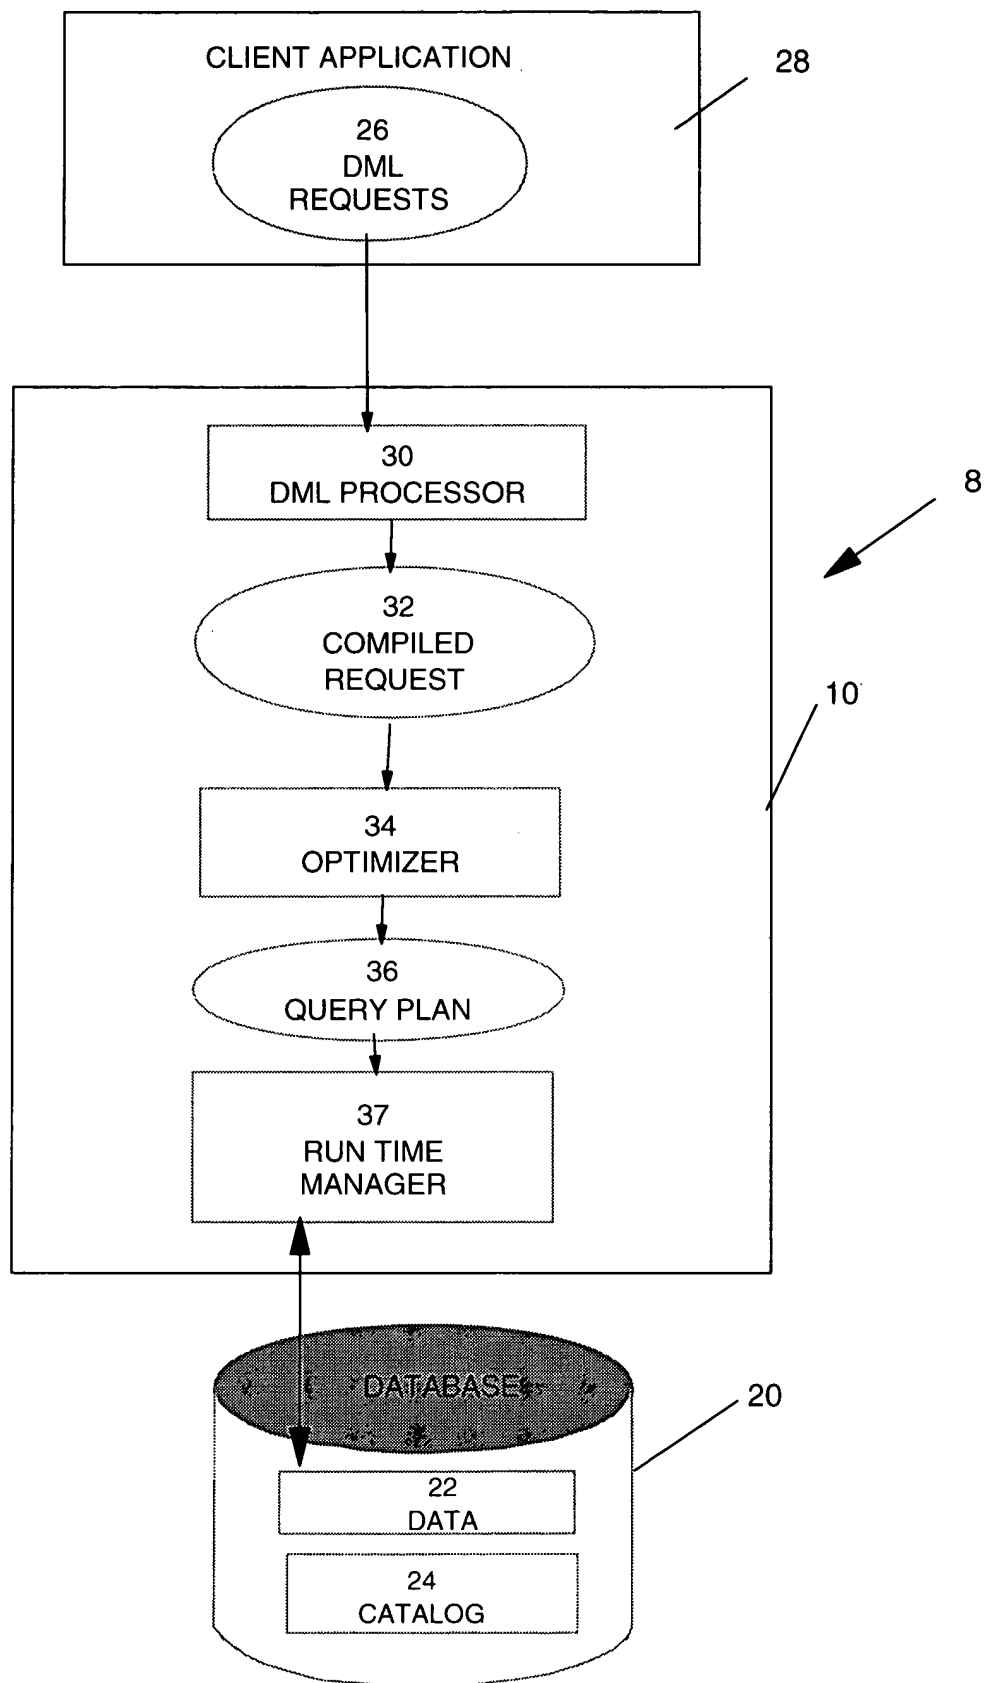 CLIENT APPLICATION
28
26
DML
REQUESTS
30
DML PROCESSOR
8
32
COMPILED
REQUEST
10
34
OPTIMIZER
36
QUERY PLAN
37
RUN TIME
MANAGER
DATABASE
20
22
DATA
24
CATALOG